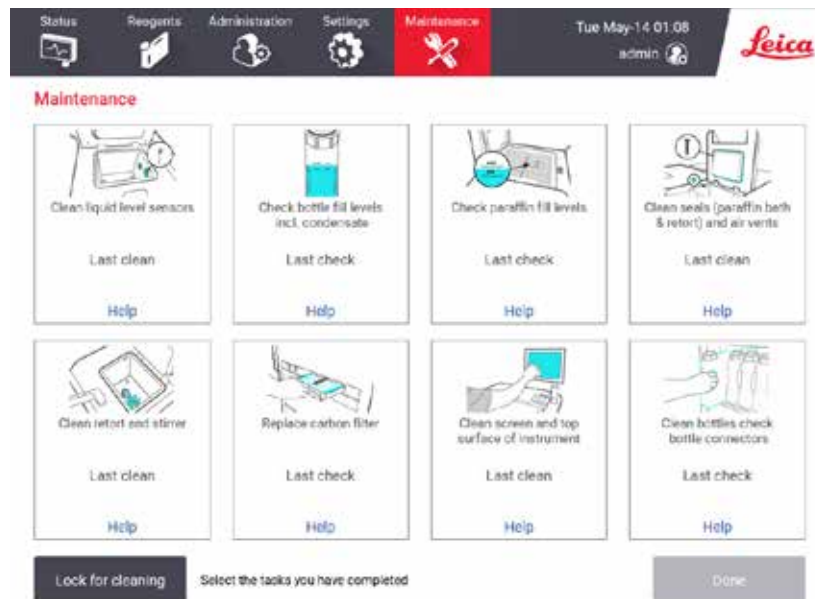 Status Reagents Administration Settings Maintenance
Tue May-14 01:08
admin
Leica
Maintenance
Clean liquid level sensors
Last clean
Help
Check bottle fill levels
incl. condensate
Last check
Help
Check paraffin fill levels
Last check
Help
Clean seals (paraffin bath
& retort) and air vents
Last clean
Help
Clean retort and stirrer
Last clean
Help
Replace carbon filter
Last check
Help
Clean screen and top
surface of instrument
Last clean
Help
Clean bottles check
bottle connectors
Last check
Help
Lock for cleaning
Select the tasks you have completed
Done